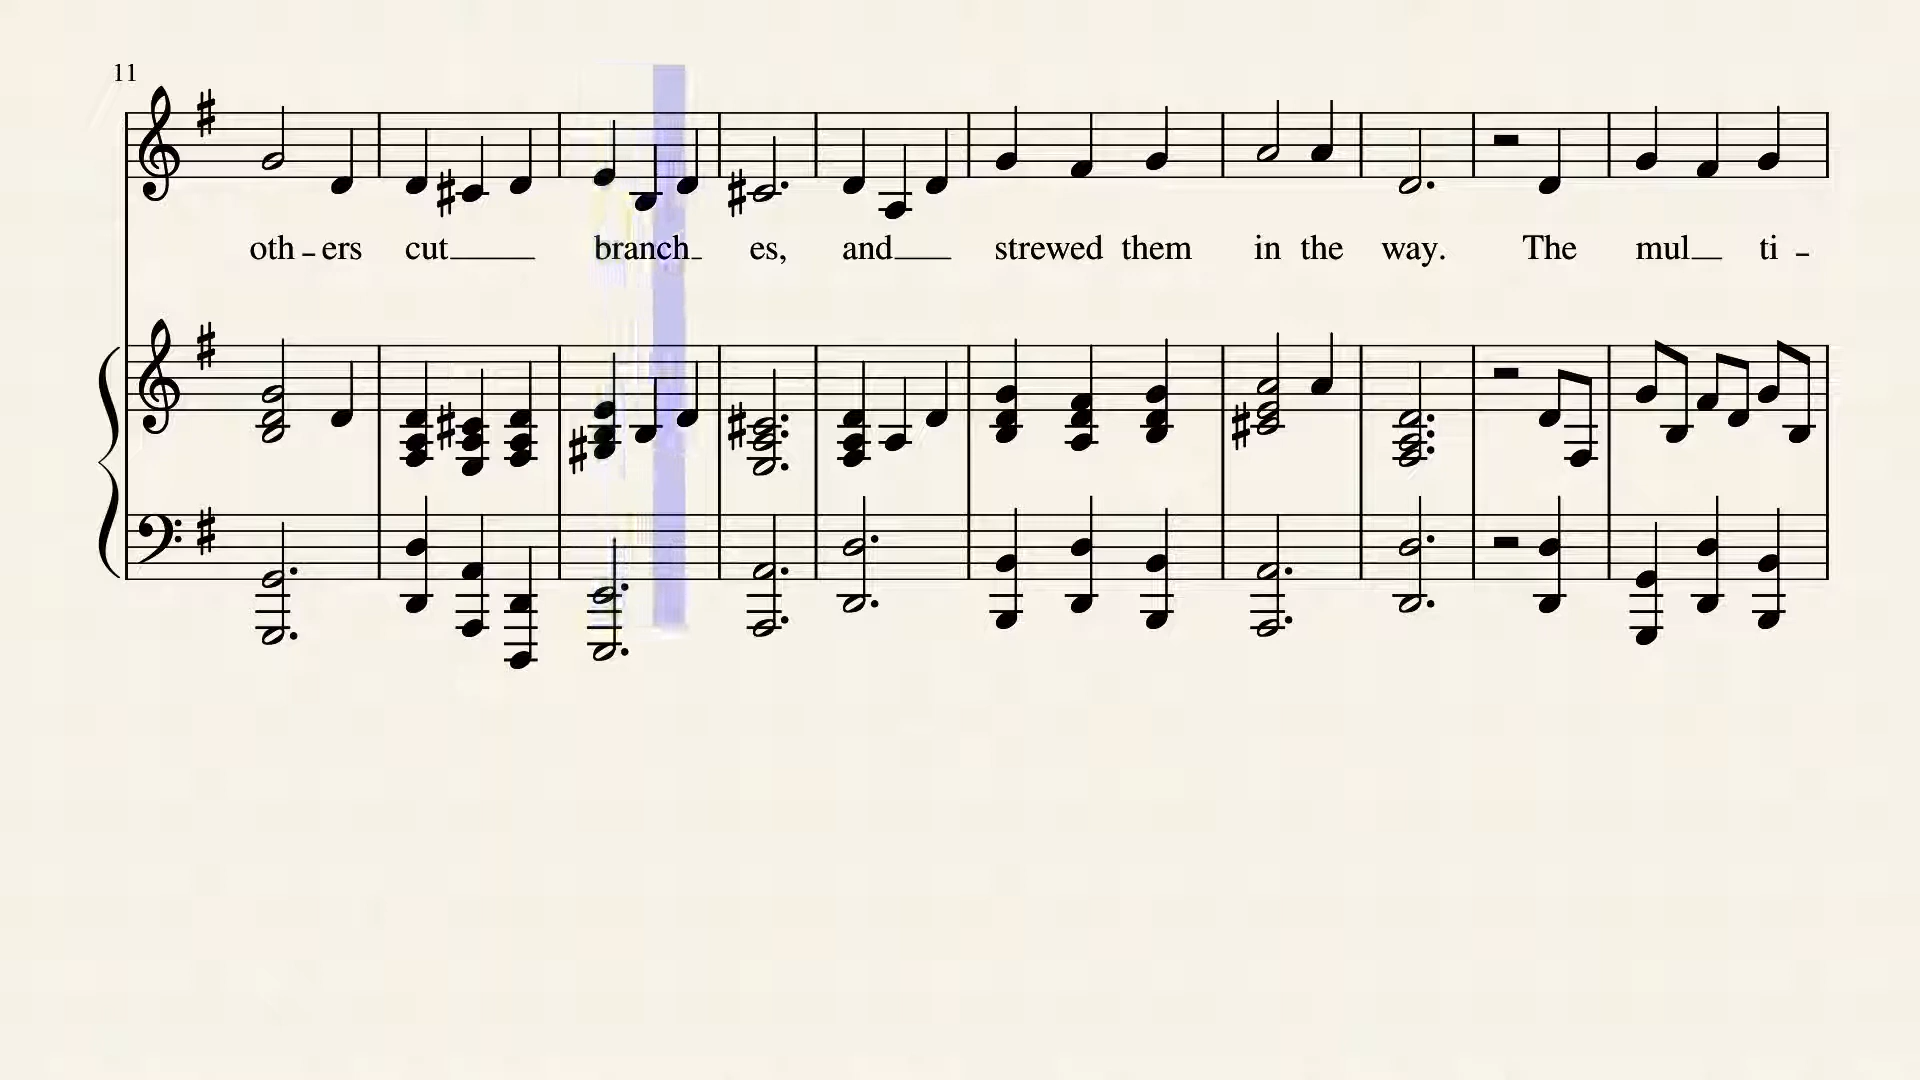 11
oth - ers cut branch es, and strewed them in the way. The mul ti -